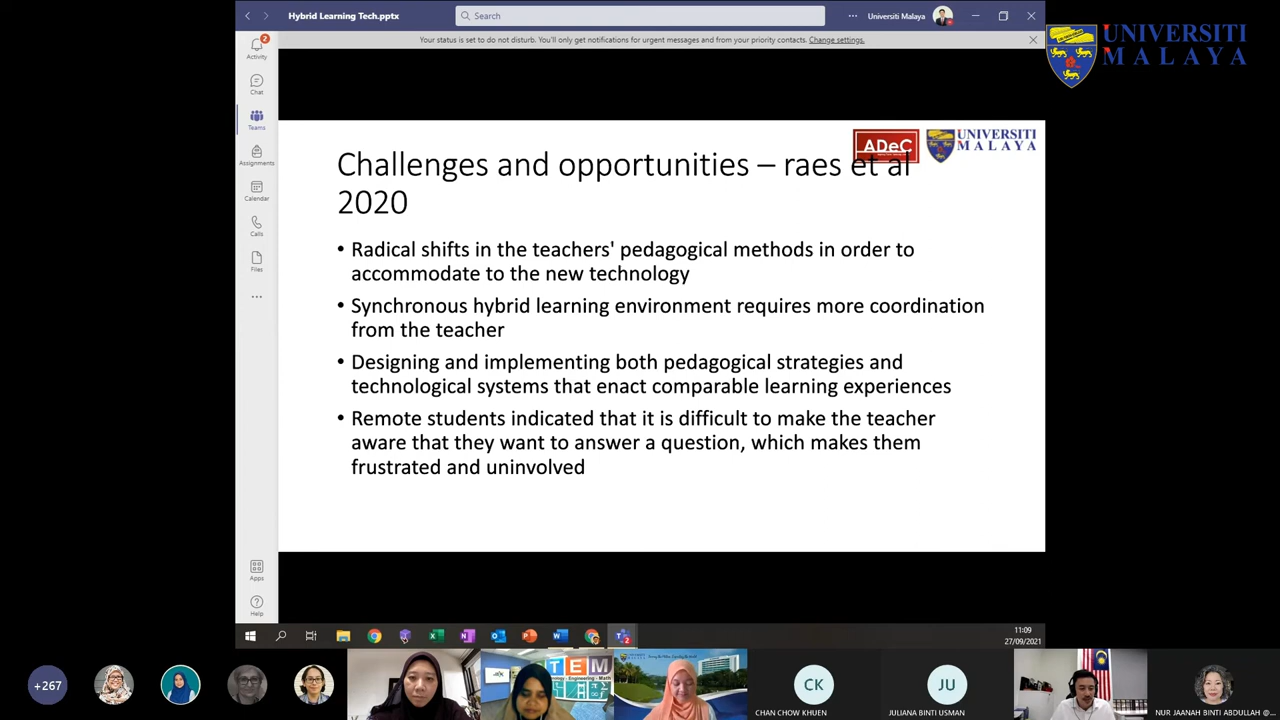 Hybrid Learning Tech.pptx
Search
Universiti Malaya
Your status is set to do not disturb. You'll only get notifications for urgent messages and from your priority contacts. Change settings.
UNIVERSITI
MALAYA
Activity
2
Chat
Teams
Assignments
Calendar
Calls
Files
Apps
Help
ADeC
UNIVERSITI
MALAYA
Challenges and opportunities – raes et al
2020
• Radical shifts in the teachers' pedagogical methods in order to
accommodate to the new technology
• Synchronous hybrid learning environment requires more coordination
from the teacher
• Designing and implementing both pedagogical strategies and
technological systems that enact comparable learning experiences
• Remote students indicated that it is difficult to make the teacher
aware that they want to answer a question, which makes them
frustrated and uninvolved
11:09
27/09/2021
+267
TEM
CK
CHAN CHOW KHUEN
JU
JULIANA BINTI USMAN
NUR JAANAH BINTI ABDULLAH @...